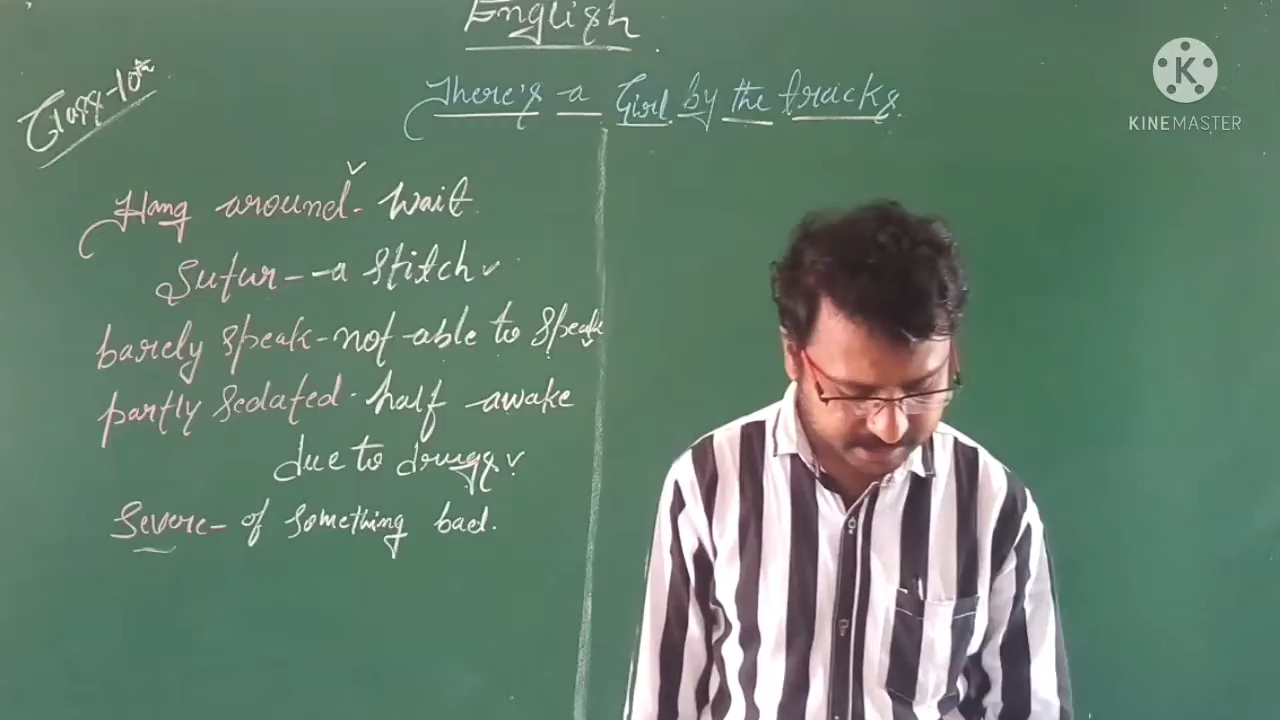 English
Class-10th
There's a Girl by the tracks.
KINEMASTER
Hang around - wait
Sutur - a stitch
barely speak - not able to speak
partly sedated - half awake
due to drugs
Severe - of something bad.